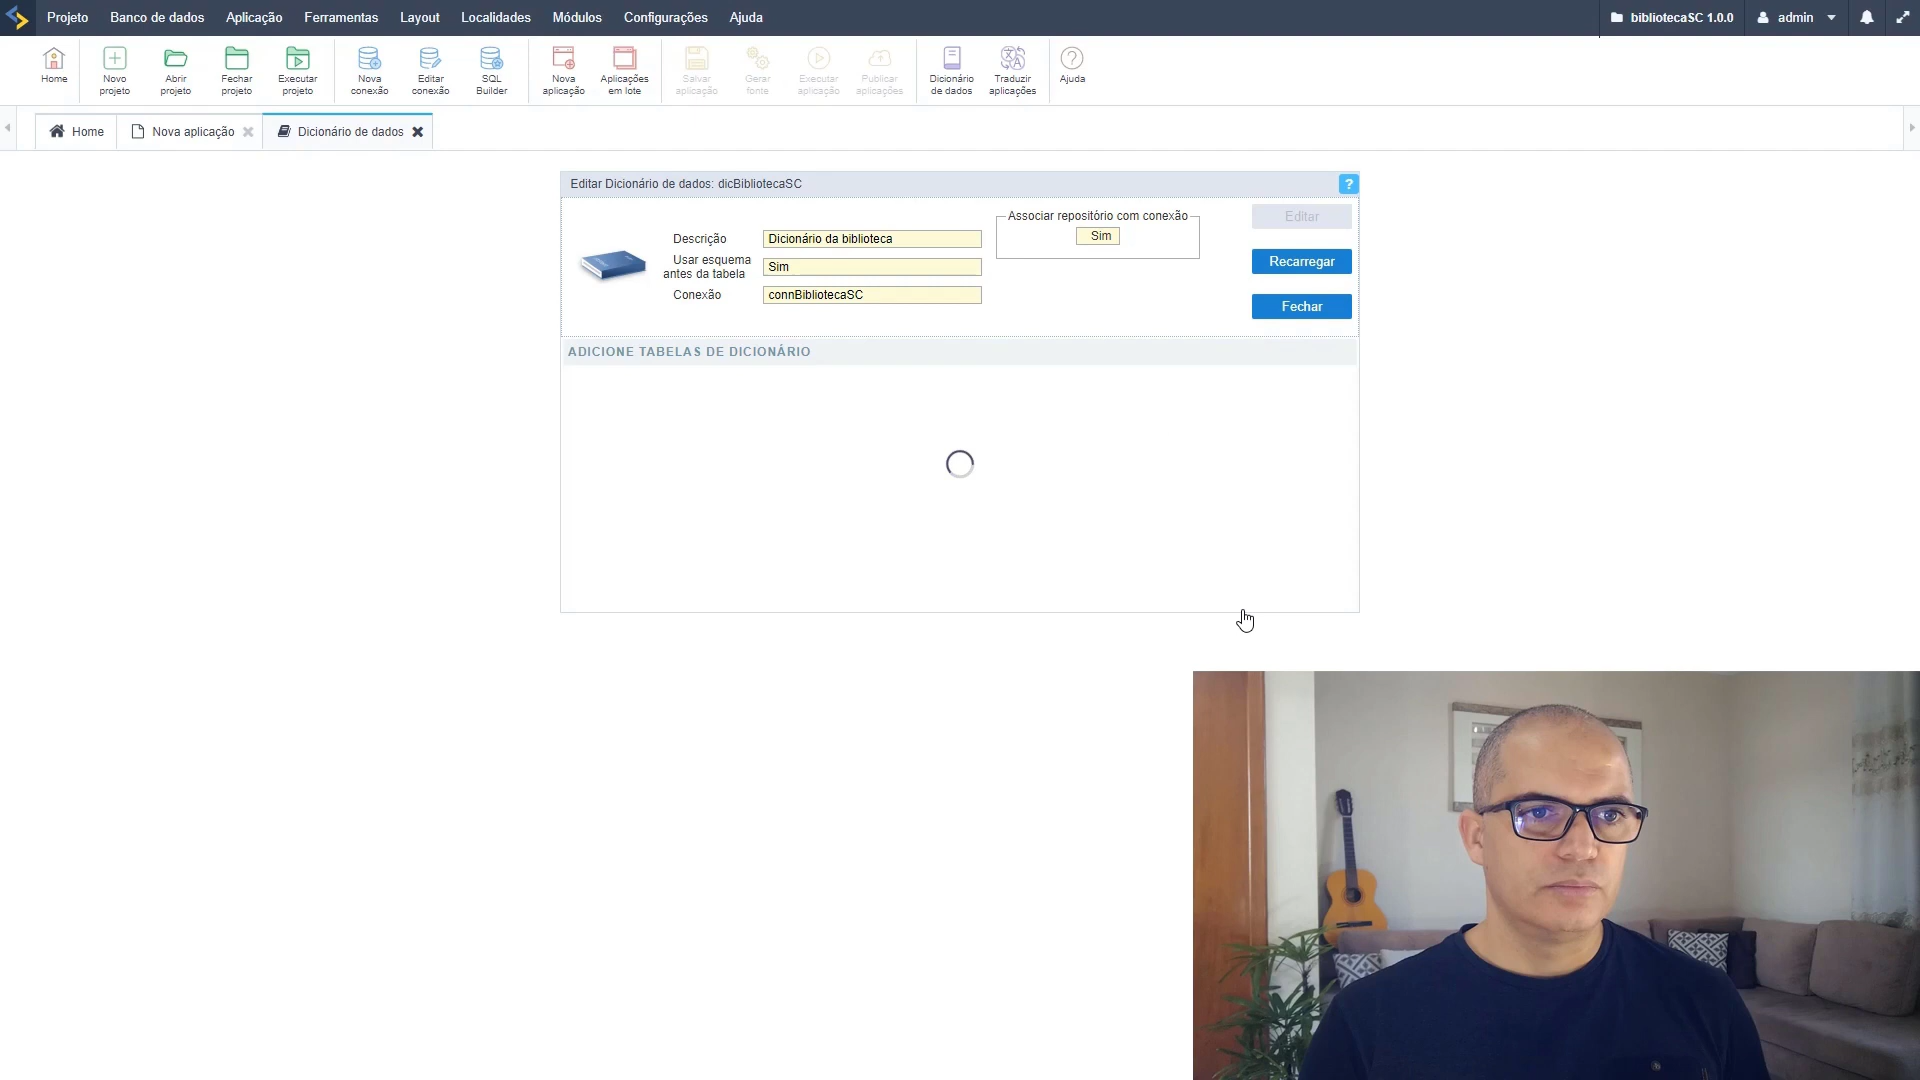 Projeto Banco de dados Aplicação Ferramentas Layout Localidades Módulos Configurações Ajuda bibliotecaSC 1.0.0 admin
Home
Novo projeto
Abrir projeto
Fechar projeto
Executar projeto
Nova conexão
Editar conexão
SQL Builder
Nova aplicação
Aplicações em lote
Salvar aplicação
Gerar fonte
Executar aplicação
Publicar aplicações
Dicionário de dados
Traduzir aplicações
Ajuda
Home Nova aplicação Dicionário de dados
Editar Dicionário de dados: dicBibliotecaSC ?
Descrição Dicionário da biblioteca
Usar esquema antes da tabela Sim
Conexão connBibliotecaSC
Associar repositório com conexão
Sim
Editar
Recarregar
Fechar
ADICIONE TABELAS DE DICIONÁRIO